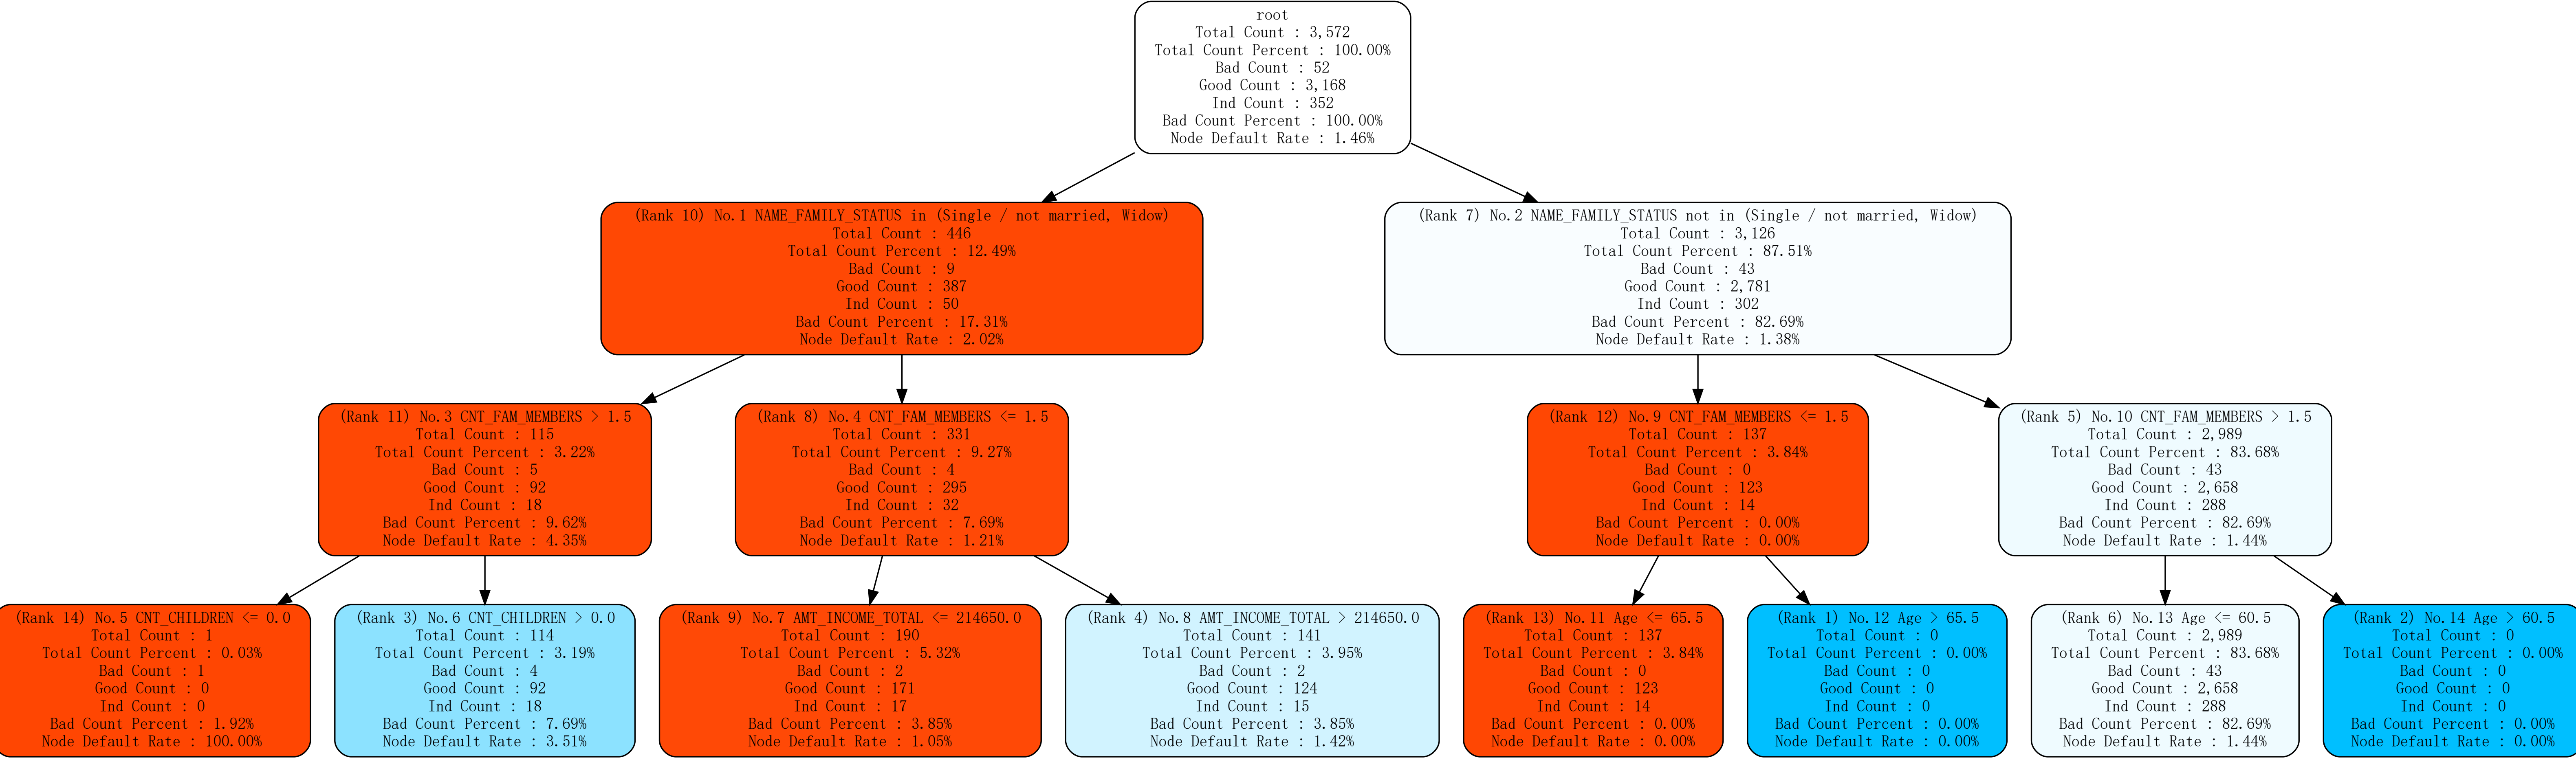 root
Total Count : 3,572
Total Count Percent : 100.00%
Bad Count : 52
Good Count : 3,168
Ind Count : 352
Bad Count Percent : 100.00%
Node Default Rate : 1.46%
(Rank 10) No.1 NAME_FAMILY_STATUS in (Single / not married, Widow)
Total Count : 446
Total Count Percent : 12.49%
Bad Count : 9
Good Count : 387
Ind Count : 50
Bad Count Percent : 17.31%
Node Default Rate : 2.02%
(Rank 7) No.2 NAME_FAMILY_STATUS not in (Single / not married, Widow)
Total Count : 3,126
Total Count Percent : 87.51%
Bad Count : 43
Good Count : 2,781
Ind Count : 302
Bad Count Percent : 82.69%
Node Default Rate : 1.38%
(Rank 11) No.3 CNT_FAM_MEMBERS > 1.5
Total Count : 115
Total Count Percent : 3.22%
Bad Count : 5
Good Count : 92
Ind Count : 18
Bad Count Percent : 9.62%
Node Default Rate : 4.35%
(Rank 8) No.4 CNT_FAM_MEMBERS <= 1.5
Total Count : 331
Total Count Percent : 9.27%
Bad Count : 4
Good Count : 295
Ind Count : 32
Bad Count Percent : 7.69%
Node Default Rate : 1.21%
(Rank 12) No.9 CNT_FAM_MEMBERS <= 1.5
Total Count : 137
Total Count Percent : 3.84%
Bad Count : 0
Good Count : 123
Ind Count : 14
Bad Count Percent : 0.00%
Node Default Rate : 0.00%
(Rank 5) No.10 CNT_FAM_MEMBERS > 1.5
Total Count : 2,989
Total Count Percent : 83.68%
Bad Count : 43
Good Count : 2,658
Ind Count : 288
Bad Count Percent : 82.69%
Node Default Rate : 1.44%
(Rank 14) No.5 CNT_CHILDREN <= 0.0
Total Count : 1
Total Count Percent : 0.03%
Bad Count : 1
Good Count : 0
Ind Count : 0
Bad Count Percent : 1.92%
Node Default Rate : 100.00%
(Rank 3) No.6 CNT_CHILDREN > 0.0
Total Count : 114
Total Count Percent : 3.19%
Bad Count : 4
Good Count : 92
Ind Count : 18
Bad Count Percent : 7.69%
Node Default Rate : 3.51%
(Rank 9) No.7 AMT_INCOME_TOTAL <= 214650.0
Total Count : 190
Total Count Percent : 5.32%
Bad Count : 2
Good Count : 171
Ind Count : 17
Bad Count Percent : 3.85%
Node Default Rate : 1.05%
(Rank 4) No.8 AMT_INCOME_TOTAL > 214650.0
Total Count : 141
Total Count Percent : 3.95%
Bad Count : 2
Good Count : 124
Ind Count : 15
Bad Count Percent : 3.85%
Node Default Rate : 1.42%
(Rank 13) No.11 Age <= 65.5
Total Count : 137
Total Count Percent : 3.84%
Bad Count : 0
Good Count : 123
Ind Count : 14
Bad Count Percent : 0.00%
Node Default Rate : 0.00%
(Rank 1) No.12 Age > 65.5
Total Count : 0
Total Count Percent : 0.00%
Bad Count : 0
Good Count : 0
Ind Count : 0
Bad Count Percent : 0.00%
Node Default Rate : 0.00%
(Rank 6) No.13 Age <= 60.5
Total Count : 2,989
Total Count Percent : 83.68%
Bad Count : 43
Good Count : 2,658
Ind Count : 288
Bad Count Percent : 82.69%
Node Default Rate : 1.44%
(Rank 2) No.14 Age > 60.5
Total Count : 0
Total Count Percent : 0.00%
Bad Count : 0
Good Count : 0
Ind Count : 0
Bad Count Percent : 0.00%
Node Default Rate : 0.00%